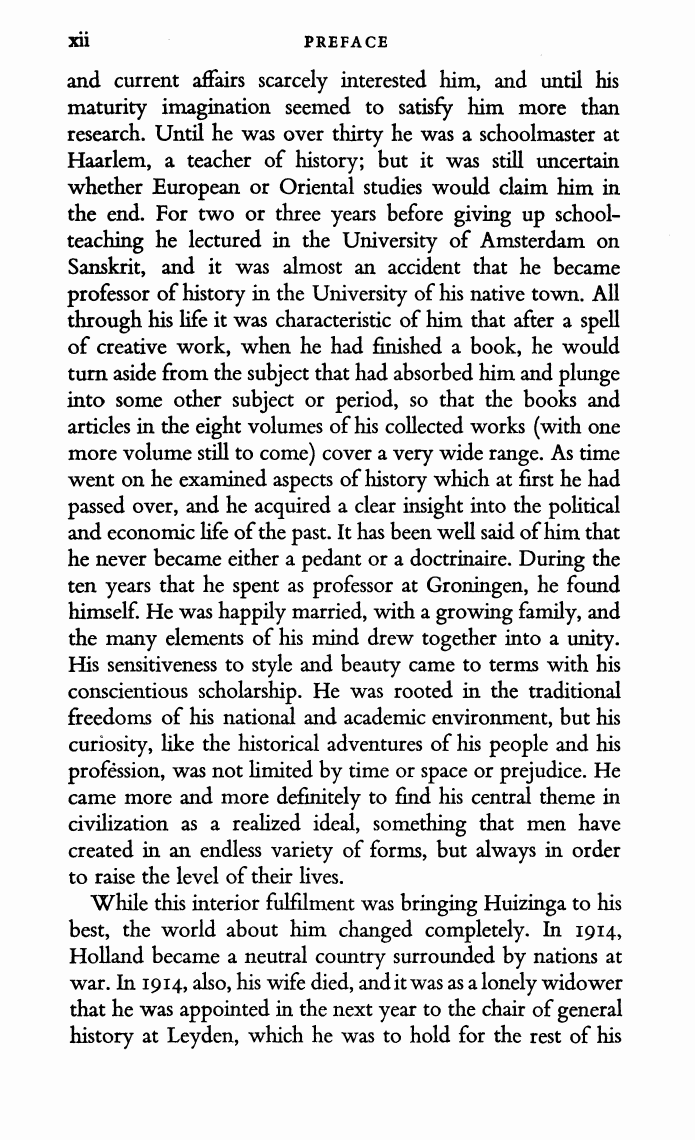 xii PREFACE
and current affairs scarcely interested him, and until his
maturity imagination seemed to satisfy him more than
research. Until he was over thirty he was a schoolmaster at
Haarlem, a teacher of history; but it was still uncertain
whether European or Oriental studies would claim him in
the end. For two or three years before giving up school-
teaching he lectured in the University of Amsterdam on
Sanskrit, and it was almost an accident that he became
professor of history in the University of his native town. All
through his life it was characteristic of him that after a spell
of creative work, when he had finished a book, he would
turn aside from the subject that had absorbed him and plunge
into some other subject or period, so that the books and
articles in the eight volumes of his collected works (with one
more volume still to come) cover a very wide range. As time
went on he examined aspects of history which at first he had
passed over, and he acquired a clear insight into the political
and economic life of the past. It has been well said of him that
he never became either a pedant or a doctrinaire. During the
ten years that he spent as professor at Groningen, he found
himself. He was happily married, with a growing family, and
the many elements of his mind drew together into a unity.
His sensitiveness to style and beauty came to terms with his
conscientious scholarship. He was rooted in the traditional
freedoms of his national and academic environment, but his
curiosity, like the historical adventures of his people and his
profession, was not limited by time or space or prejudice. He
came more and more definitely to find his central theme in
civilization as a realized ideal, something that men have
created in an endless variety of forms, but always in order
to raise the level of their lives.
While this interior fulfilment was bringing Huizinga to his
best, the world about him changed completely. In 1914,
Holland became a neutral country surrounded by nations at
war. In 1914, also, his wife died, and it was as a lonely widower
that he was appointed in the next year to the chair of general
history at Leyden, which he was to hold for the rest of his